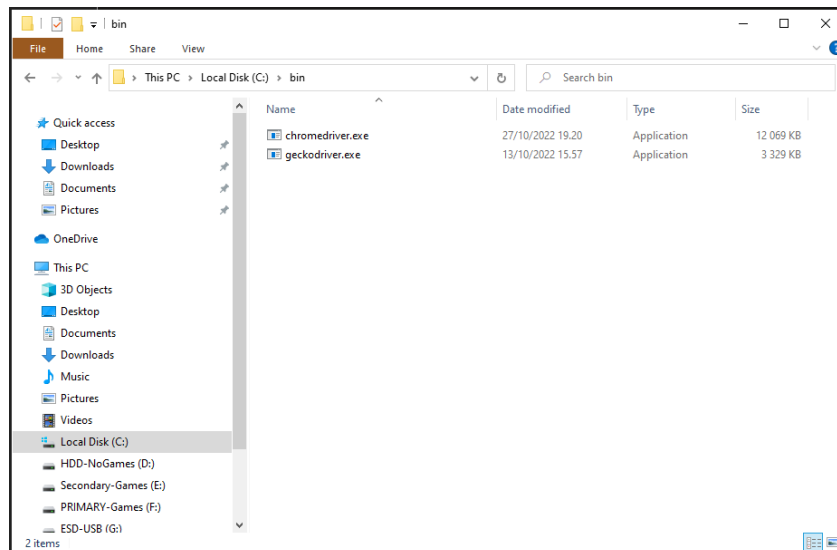 bin
File Home Share View
This PC Local Disk (C:) bin Search bin
Name Date modified Type Size
Quick access
chromedriver.exe 27/10/2022 19.20 Application 12 069 KB
Desktop
geckodriver.exe 13/10/2022 15.57 Application 3 329 KB
Downloads
Documents
Pictures
OneDrive
This PC
3D Objects
Desktop
Documents
Downloads
Music
Pictures
Videos
Local Disk (C:)
HDD-NoGames (D:)
Secondary-Games (E:)
PRIMARY-Games (F:)
ESD-USB (G:)
2 items